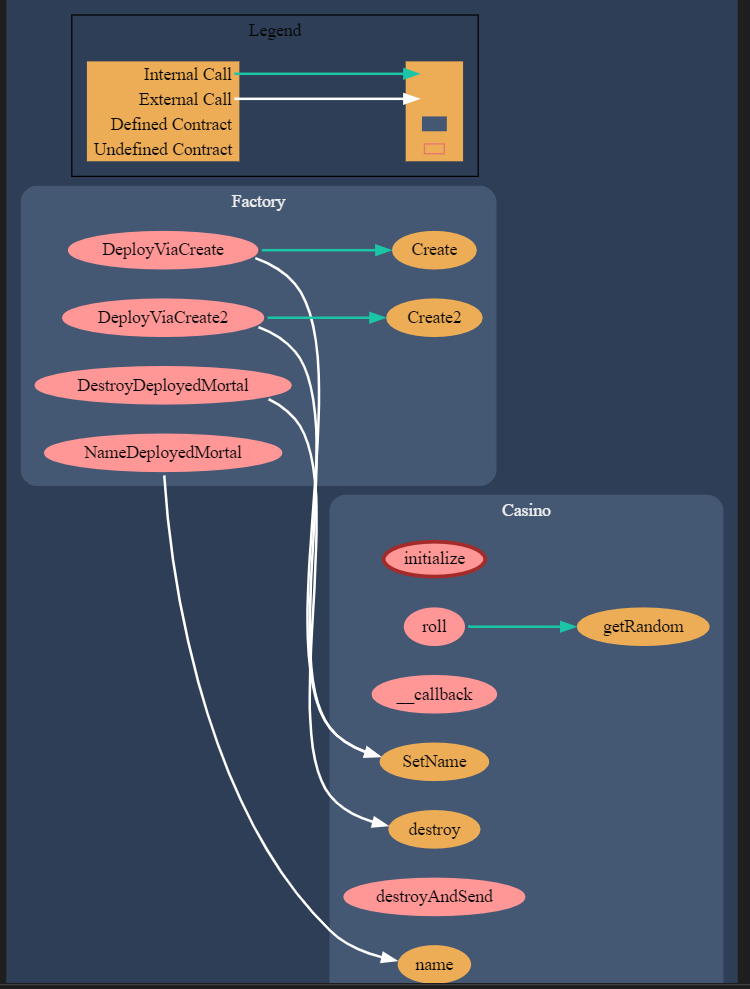 Legend
Internal Call
External Call
Defined Contract
Undefined Contract
Factory
DeployViaCreate
Create
DeployViaCreate2
Create2
DestroyDeployedMortal
NameDeployedMortal
Casino
initialize
roll
getRandom
__callback
SetName
destroy
destroyAndSend
name